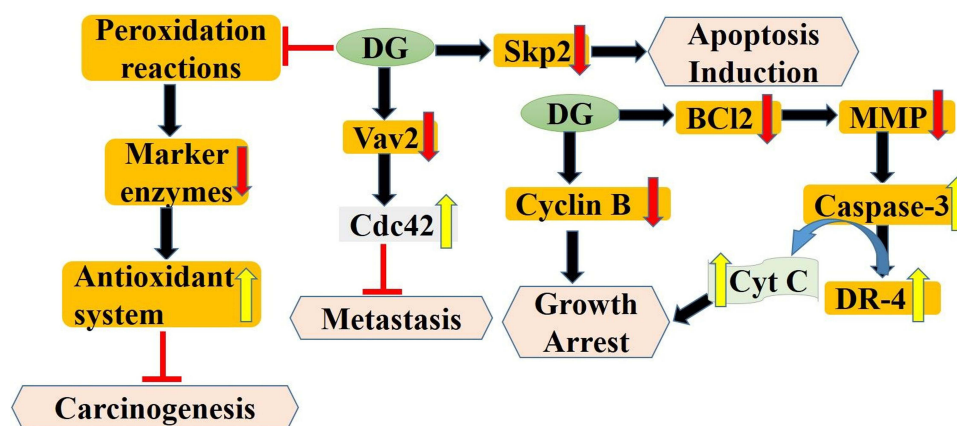 Peroxidation
reactions
DG
Skp2
Apoptosis
Induction
Marker
enzymes
Vav2
DG
BCl2
MMP
Cdc42
Cyclin B
Caspase-3
Antioxidant
system
Metastasis
Growth
Arrest
Cyt C
DR-4
Carcinogenesis